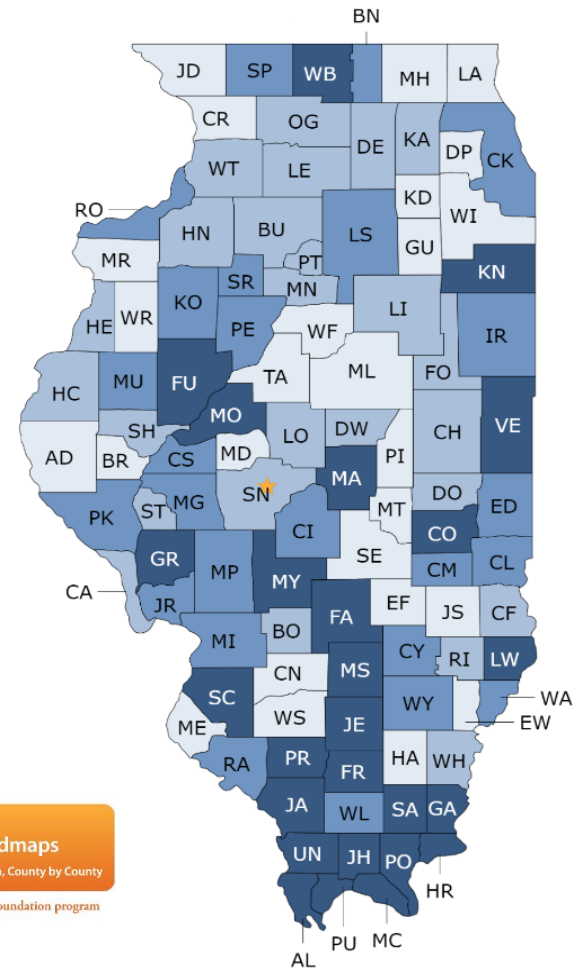 BN
JD SP WB MH LA
CR OG DE KA DP CK
WT LE
RO KD WI
HN BU LS GU
MR PT KN
SR MN
KO LI
HE WR PE WF IR
TA ML FO
HC MU FU
MO
SH LO DW CH VE
AD BR CS MD PI
MA
SN DO
PK ST MG MT ED
CI CO
GR SE
MP CM CL
CA MY
JR EF JS CF
FA
MI BO CY RI LW
CN MS
SC WY WA
ME WS JE EW
RA PR HA WH
FR
JA WL SA GA
UN JH PO
HR
AL PU MC
dmaps
, County by County
oundation program